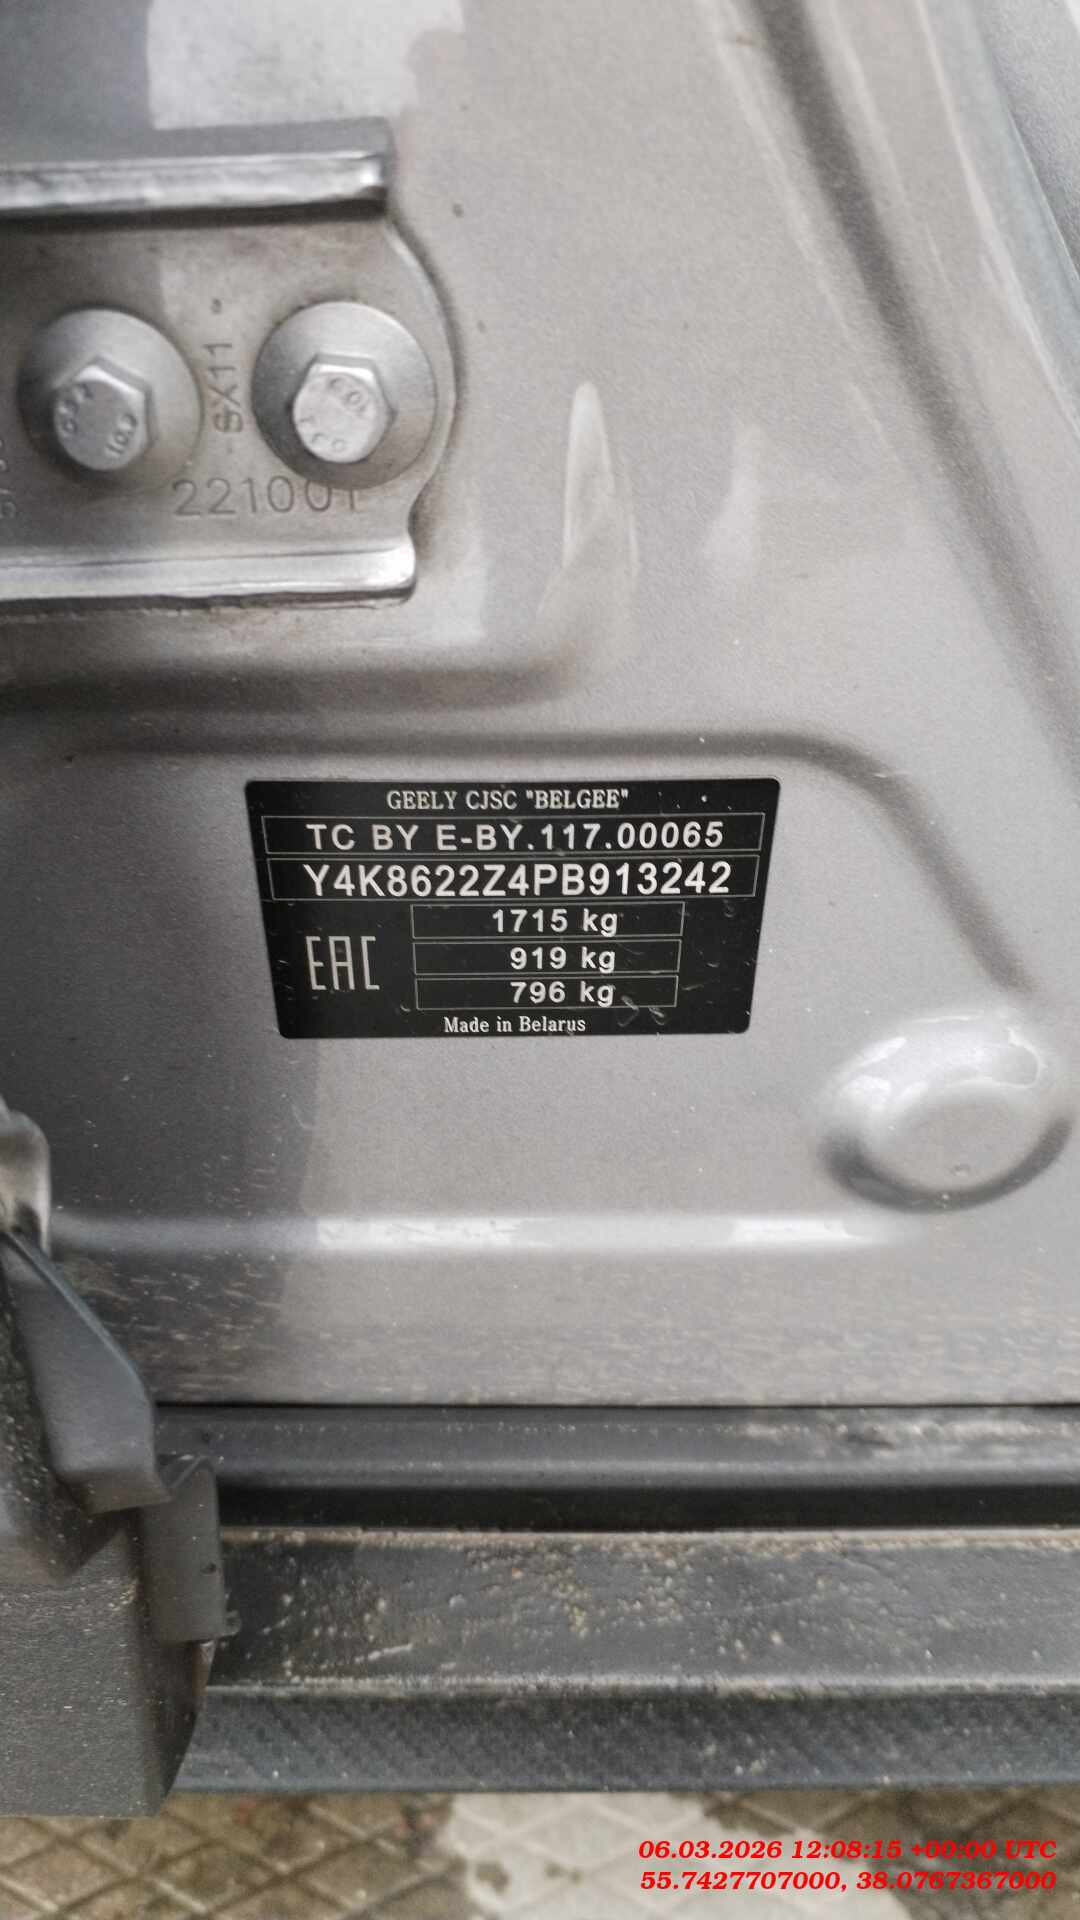 -SX11-
221001
GEELY CJSC "BELGEE"
TC BY E-BY.117.00065
Y4K8622Z4PB913242
1715 kg
EAC
919 kg
796 kg
Made in Belarus
06.03.2026 12:08:15 +00:00 UTC
55.7427707000, 38.0767367000